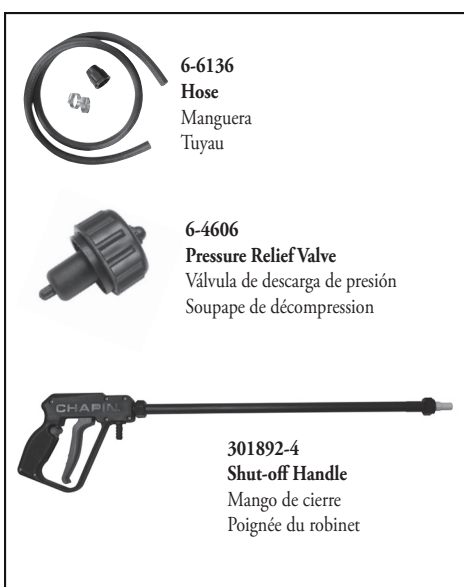 6-6136
Hose
Manguera
Tuyau
6-4606
Pressure Relief Valve
Válvula de descarga de presión
Soupape de décompression
CHAPIN
301892-4
Shut-off Handle
Mango de cierre
Poignée du robinet